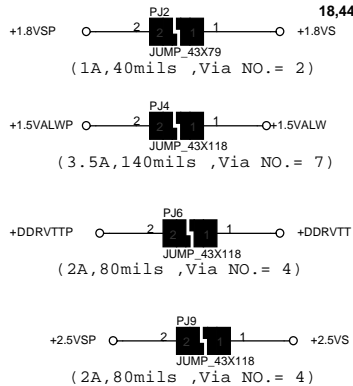 18,44
PJ2
+1.8VSP 2 2 1 1 +1.8VS
JUMP_43X79
(1A,40mils ,Via NO.= 2)
PJ4
+1.5VALWP 2 2 1 1 +1.5VALW
JUMP_43X118
(3.5A,140mils ,Via NO.= 7)
PJ6
+DDRVTTP 2 2 1 1 +DDRVTT
JUMP_43X118
(2A,80mils ,Via NO.= 4)
PJ9
+2.5VSP 2 2 1 1 +2.5VS
JUMP_43X118
(2A,80mils ,Via NO.= 4)